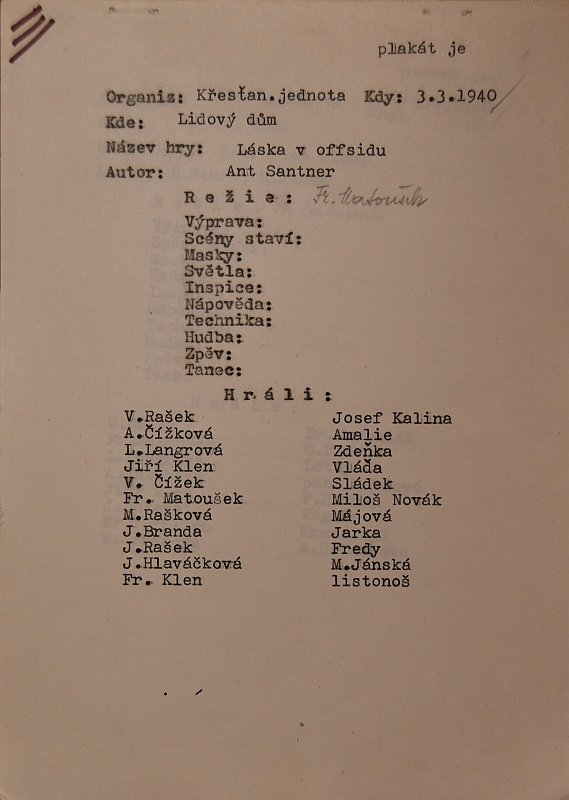 plakát je
Organiz: Křesťan.jednota Kdy: 3.3.1940
Kde: Lidový dům
Název hry: Láska v offsidu
Autor: Ant Santner
Režie: Fr. Matoušek
Výprava:
Scény staví:
Masky:
Světla:
Inspice:
Nápověda:
Technika:
Hudba:
Zpěv:
Tanec:
Hráli:
V.Rašek Josef Kalina
A.Čížková Amalie
L.Langrová Zdeňka
Jiří Klen Vláďa
V. Čížek Sládek
Fr. Matoušek Miloš Novák
M.Rašková Májová
J.Branda Jarka
J.Rašek Fredy
J.Hlaváčková M.Jánská
Fr. Klen listonoš